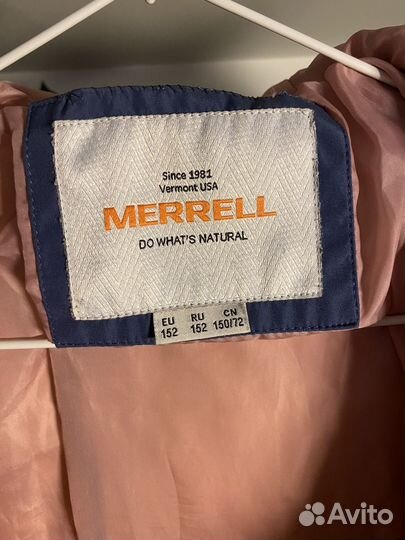 Since 1981
Vermont USA
MERRELL
DO WHAT'S NATURAL
EU RU CN
152 152 150/72
Avito